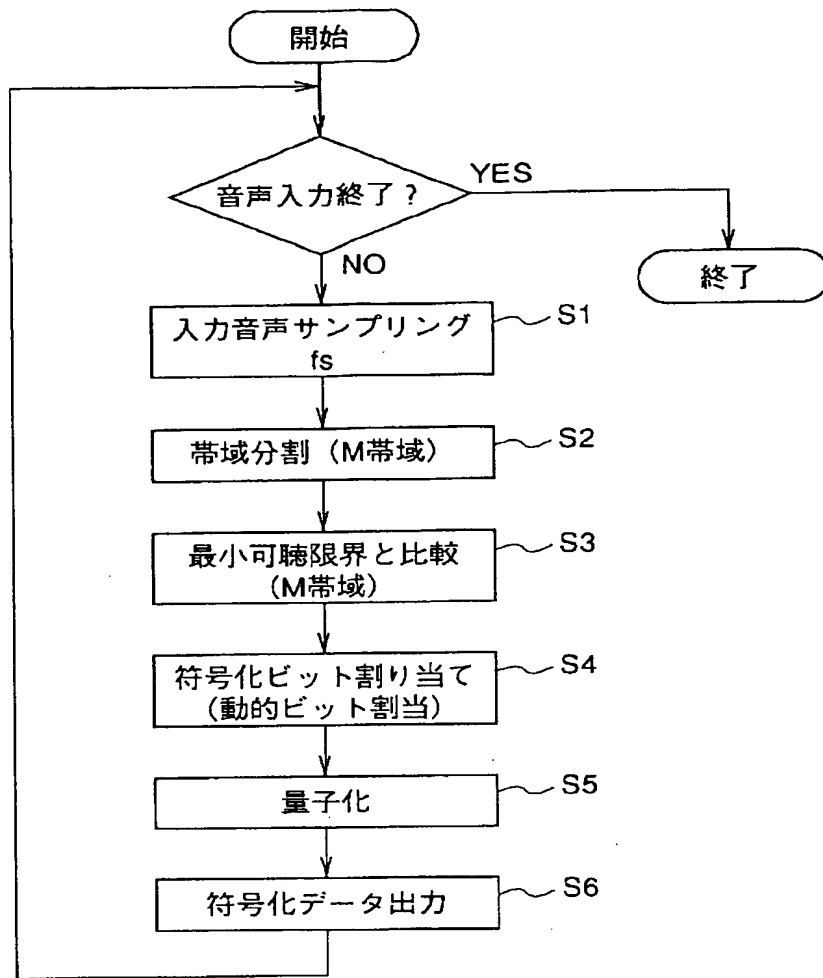 開始
音声入力終了?
YES
NO
終了
入力音声サンプリング
fs
S1
帯域分割(M帯域)
S2
最小可聴限界と比較
(M帯域)
S3
符号化ビット割り当て
(動的ビット割当)
S4
量子化
S5
符号化データ出力
S6